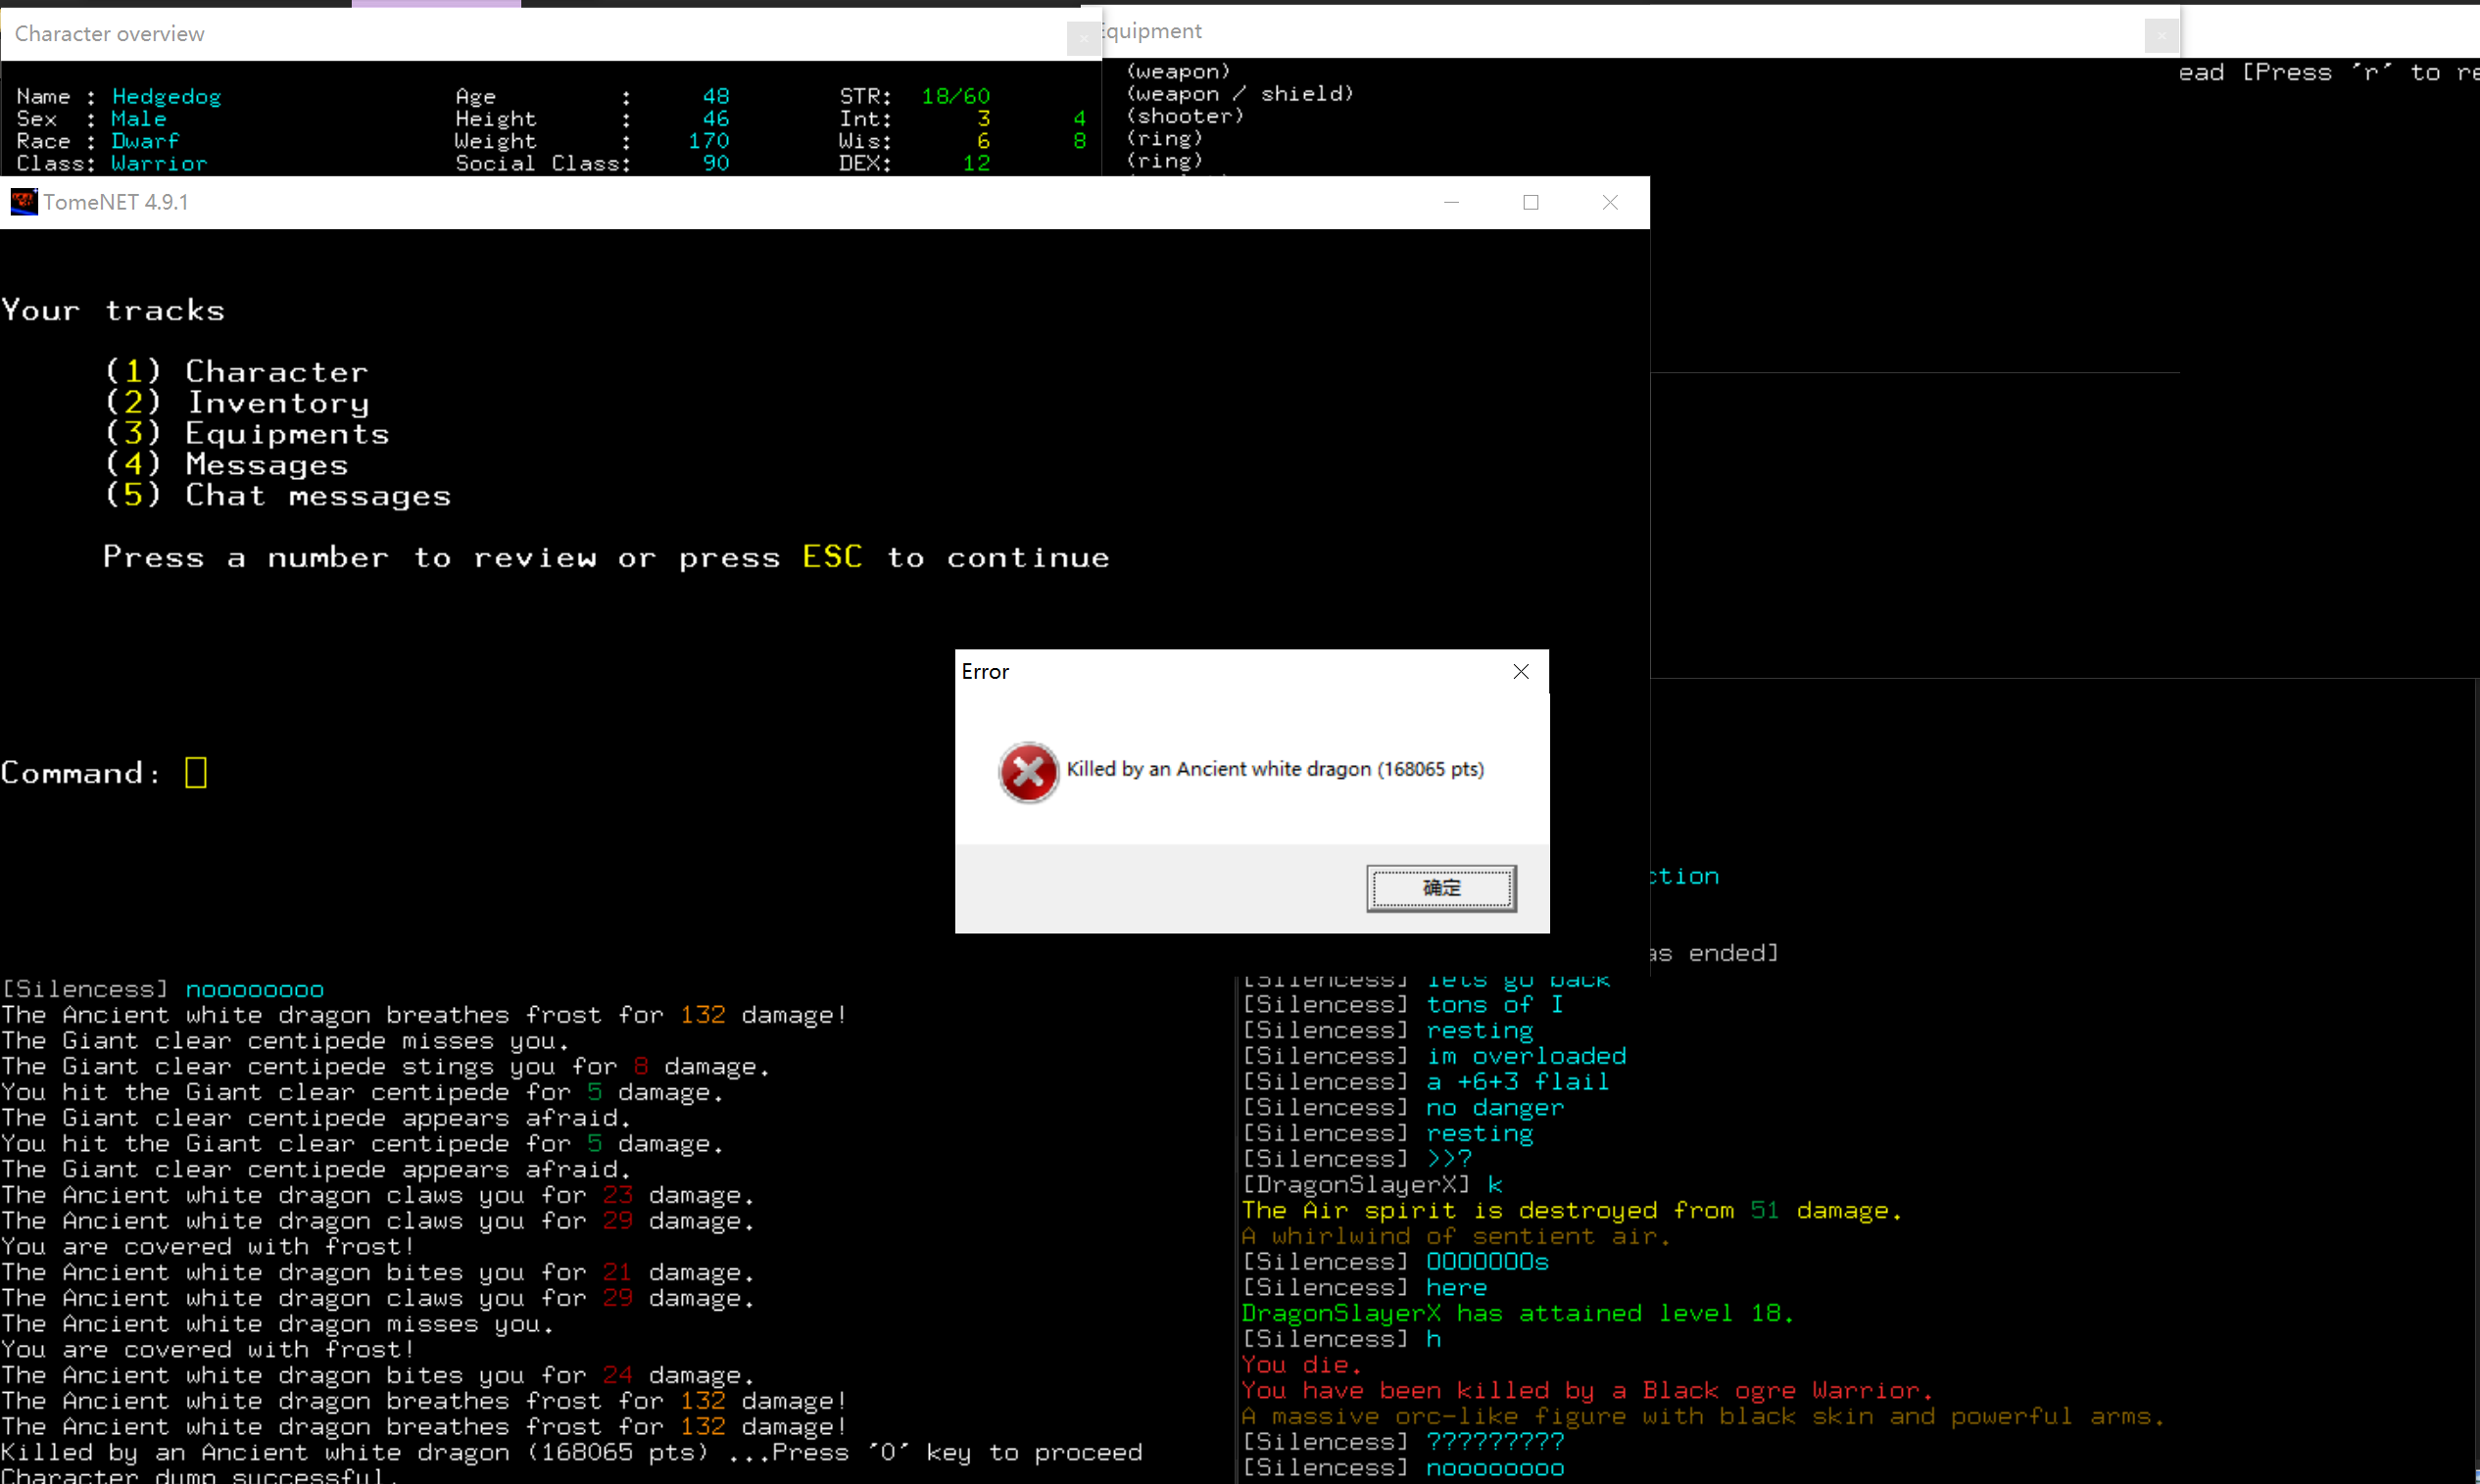 Character overview
Equipment
Name : Hedgedog Age : 48 STR: 18/60
Sex : Male Height : 46 Int: 3 4
Race : Dwarf Weight : 170 Wis: 6 8
Class: Warrior Social Class: 90 DEX: 12
(weapon)
(weapon / shield)
(shooter)
(ring)
(ring)
ead [Press 'r' to re
TomeNET 4.9.1
Your tracks
(1) Character
(2) Inventory
(3) Equipments
(4) Messages
(5) Chat messages
Press a number to review or press ESC to continue
Command:
Error
Killed by an Ancient white dragon (168065 pts)
确定
ction
as ended]
[Silencess] nooooooooo
The Ancient white dragon breathes frost for 132 damage!
The Giant clear centipede misses you.
The Giant clear centipede stings you for 8 damage.
You hit the Giant clear centipede for 5 damage.
The Giant clear centipede appears afraid.
You hit the Giant clear centipede for 5 damage.
The Giant clear centipede appears afraid.
The Ancient white dragon claws you for 23 damage.
The Ancient white dragon claws you for 29 damage.
You are covered with frost!
The Ancient white dragon bites you for 21 damage.
The Ancient white dragon claws you for 29 damage.
The Ancient white dragon misses you.
You are covered with frost!
The Ancient white dragon bites you for 24 damage.
The Ancient white dragon breathes frost for 132 damage!
The Ancient white dragon breathes frost for 132 damage!
Killed by an Ancient white dragon (168065 pts) ...Press '0' key to proceed
Character dump successful.
[Silencess] lets go back
[Silencess] tons of I
[Silencess] resting
[Silencess] im overloaded
[Silencess] a +6+3 flail
[Silencess] no danger
[Silencess] resting
[Silencess] >>?
[DragonSlayerX] k
The Air spirit is destroyed from 51 damage.
A whirlwind of sentient air.
[Silencess] OOOOOOOs
[Silencess] here
DragonSlayerX has attained level 18.
[Silencess] h
You die.
You have been killed by a Black ogre Warrior.
A massive orc-like figure with black skin and powerful arms.
[Silencess] ?????????
[Silencess] nooooooooo